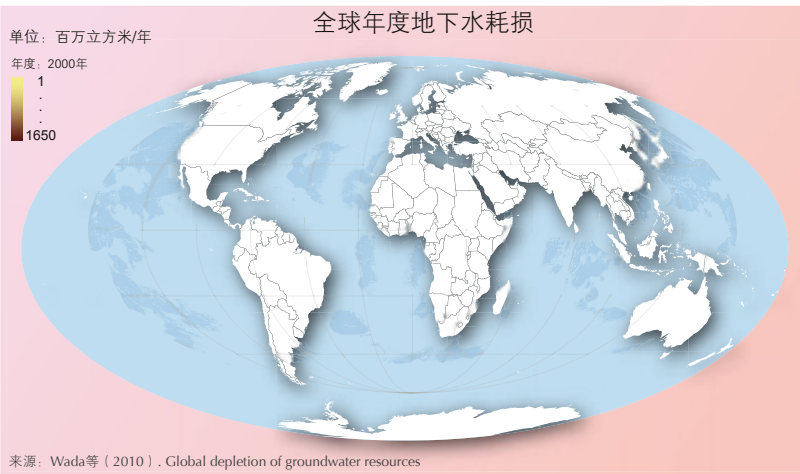 全球年度地下水耗损
单位：百万立方米/年
年度：2000年
1
.
.
.
1650
来源：Wada等（2010）. Global depletion of groundwater resources